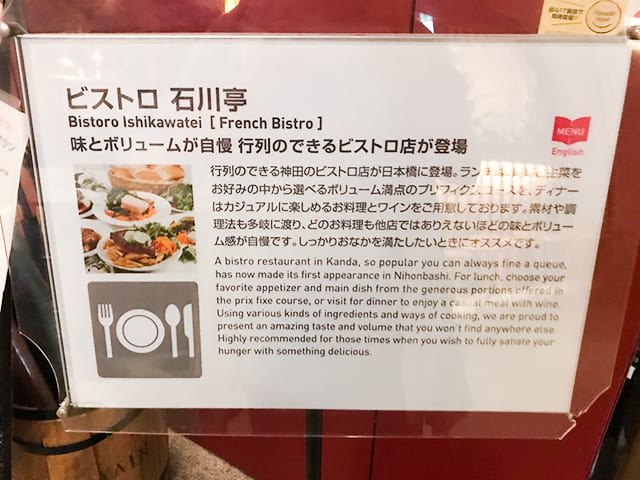 ビストロ 石川亭
Bistoro Ishikawatei [ French Bistro ]
味とボリュームが自慢 行列のできるビストロ店が登場
MENU
English
行列のできる神田のビストロ店が日本橋に登場。ランチは前菜と主菜を
お好みの中から選べるボリューム満点のプリフィクスコースを、ディナー
はカジュアルに楽しめるお料理とワインをご用意しております。素材や調
理法も多岐に渡り、どのお料理も他店ではありえないほどの味とボリュー
ム感が自慢です。しっかりおなかを満たしたいときにオススメです。
A bistro restaurant in Kanda, so popular you can always fine a queue,
has now made its first appearance in Nihonbashi. For lunch, choose your
favorite appetizer and main dish from the generous portions offered in
the prix fixe course, or visit for dinner to enjoy a casual meal with wine.
Using various kinds of ingredients and ways of cooking, we are proud to
present an amazing taste and volume that you won't find anywhere else.
Highly recommended for those times when you wish to fully satiate your
hunger with something delicious.